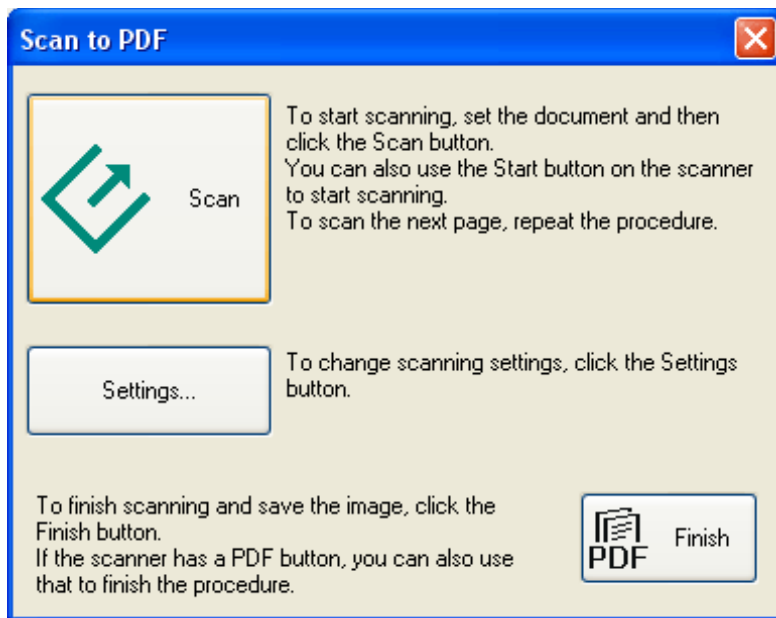 Scan to PDF
Scan
To start scanning, set the document and then
click the Scan button.
You can also use the Start button on the scanner
to start scanning.
To scan the next page, repeat the procedure.
Settings...
To change scanning settings, click the Settings
button.
To finish scanning and save the image, click the
Finish button.
If the scanner has a PDF button, you can also use
that to finish the procedure.
PDF
Finish